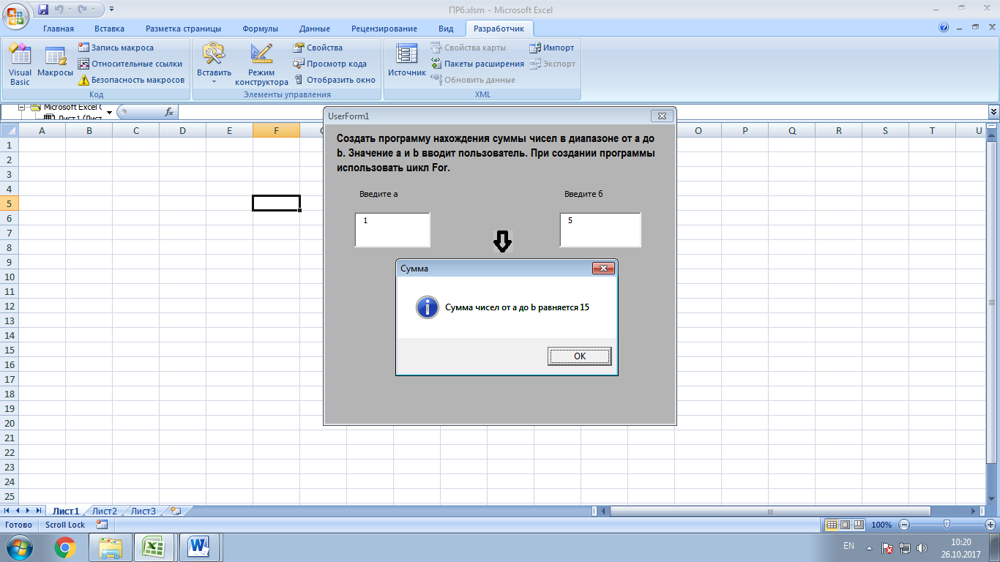 ПР6.xlsm - Microsoft Excel
Главная Вставка Разметка страницы Формулы Данные Рецензирование Вид Разработчик
Visual Basic
Макросы
Запись макроса
Относительные ссылки
Безопасность макросов
Код
Вставить
Режим конструктора
Свойства
Просмотр кода
Отобразить окно
Элементы управления
Источник
Свойства карты
Пакеты расширения
Обновить данные
Импорт
Экспорт
XML
Microsoft Excel
Лист1 (Лист
fx
UserForm1
A B C D E F N O P Q R S T U
Создать программу нахождения суммы чисел в диапазоне от a до
b. Значение a и b вводит пользователь. При создании программы
использовать цикл For.
Введите а Введите б
1 5
Сумма
Сумма чисел от a до b равняется 15
OK
1
2
3
4
5
6
7
8
9
10
11
12
13
14
15
16
17
18
19
20
21
22
23
24
25
Лист1 Лист2 Лист3
Готово Scroll Lock 100%
EN 10:20
26.10.2017